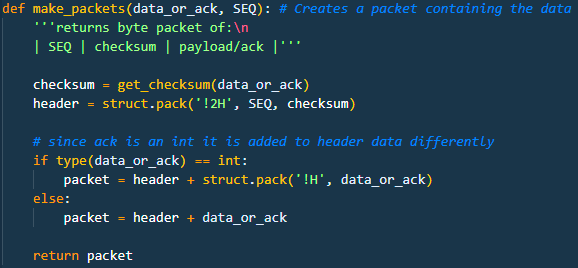 def make_packets(data_or_ack, SEQ): # Creates a packet containing the data
    '''returns byte packet of:\n
    | SEQ | checksum | payload/ack |'''

    checksum = get_checksum(data_or_ack)
    header = struct.pack('!2H', SEQ, checksum)

    # since ack is an int it is added to header data differently
    if type(data_or_ack) == int:
        packet = header + struct.pack('!H', data_or_ack)
    else:
        packet = header + data_or_ack

    return packet